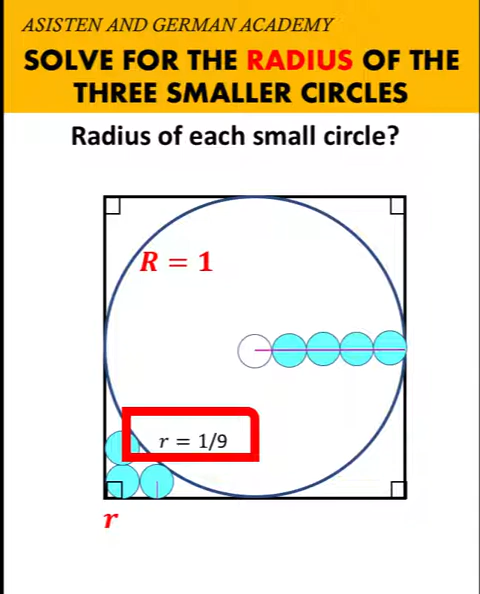 ASISTEN AND GERMAN ACADEMY
SOLVE FOR THE RADIUS OF THE
THREE SMALLER CIRCLES
Radius of each small circle?
R = 1
r = 1/9
r